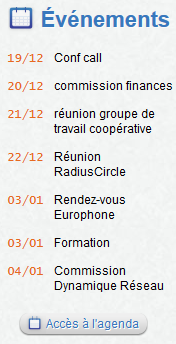 Événements
19/12 Conf call
20/12 commission finances
21/12 réunion groupe de
travail coopérative
22/12 Réunion
RadiusCircle
03/01 Rendez-vous
Europhone
03/01 Formation
04/01 Commission
Dynamique Réseau
Accès à l'agenda